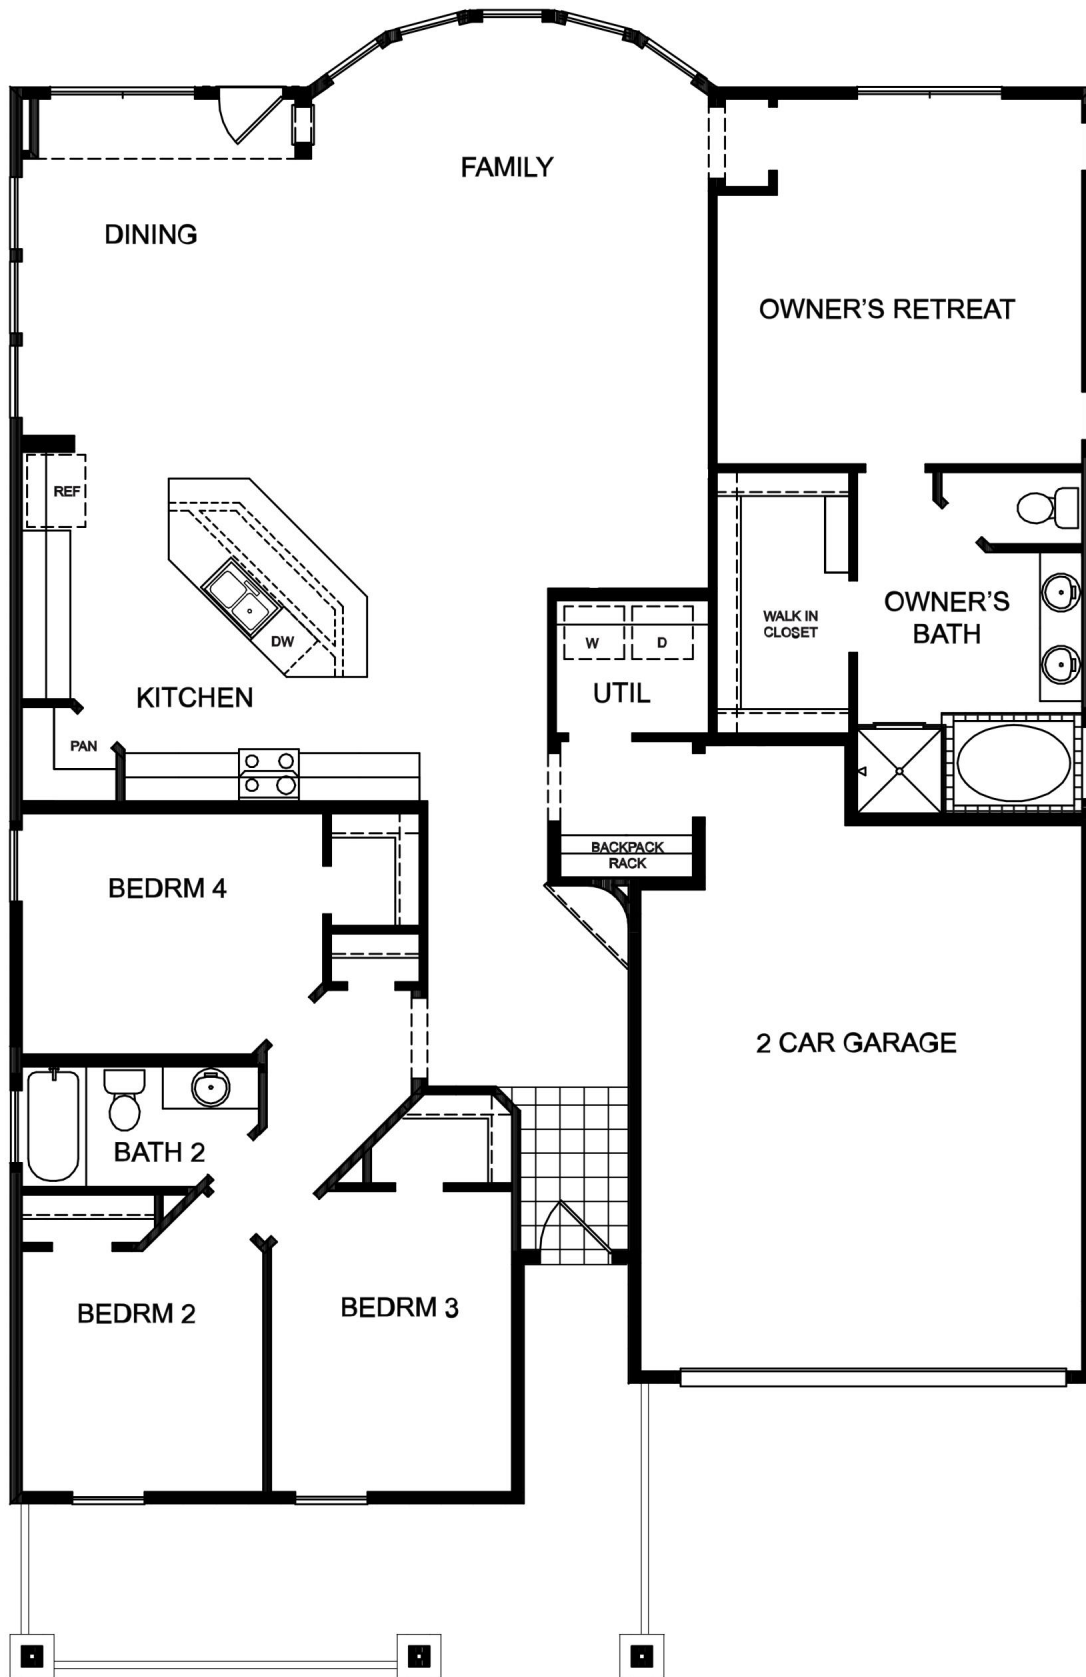 FAMILY
DINING
OWNER'S RETREAT
REF
DW
KITCHEN
PAN
W
D
UTIL
WALK IN
CLOSET
OWNER'S
BATH
BACKPACK
RACK
BEDRM 4
2 CAR GARAGE
BATH 2
BEDRM 2
BEDRM 3